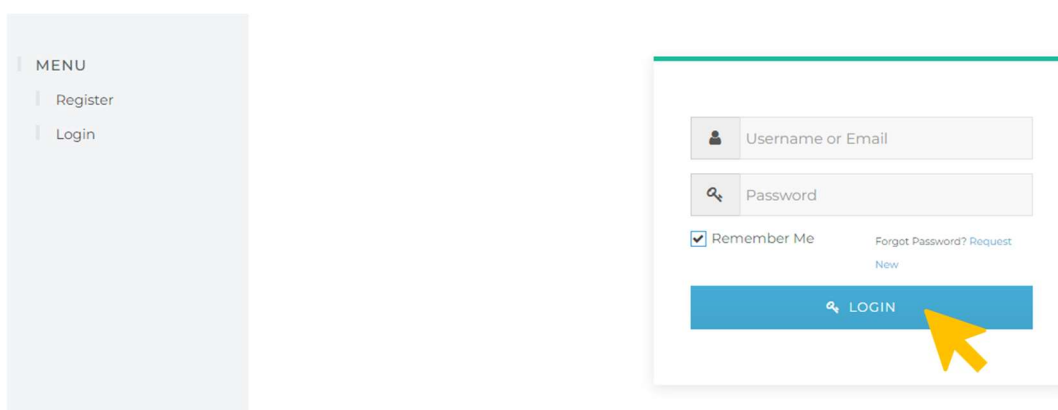 MENU
Register
Login
Username or Email
Password
Remember Me
Forgot Password? Request
New
LOGIN